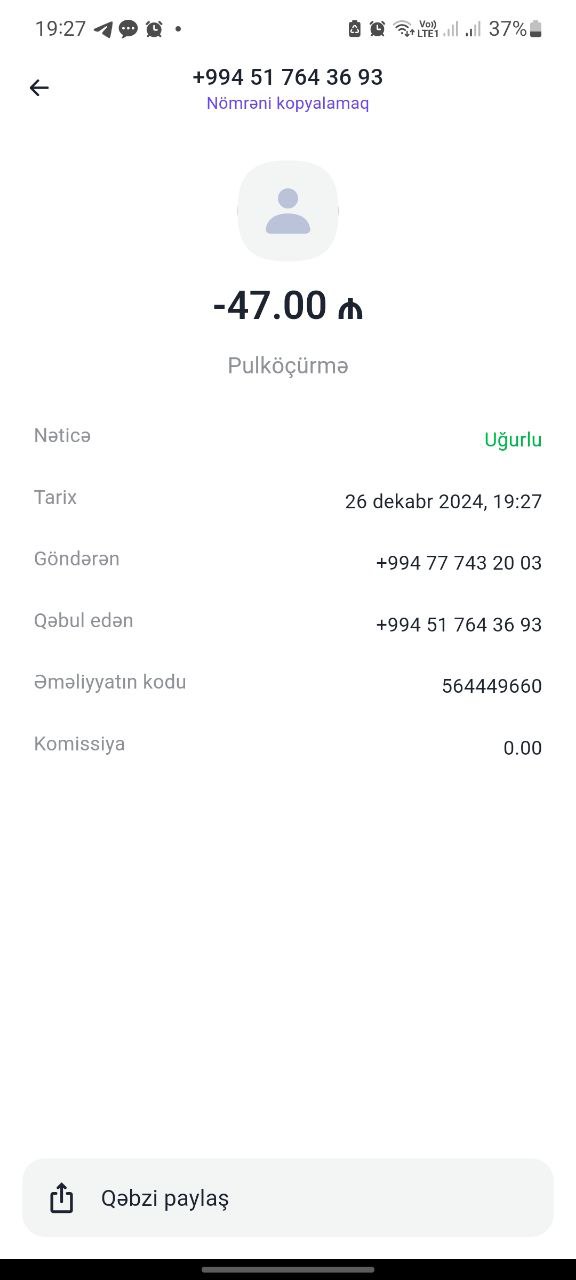 19:27
Vo)) LTE1 37%
+994 51 764 36 93
Nömrəni kopyalamaq
-47.00 ₼
Pulköçürmə
Nəticə Uğurlu
Tarix 26 dekabr 2024, 19:27
Göndərən +994 77 743 20 03
Qəbul edən +994 51 764 36 93
Əməliyyatın kodu 564449660
Komissiya 0.00
Qəbzi paylaş